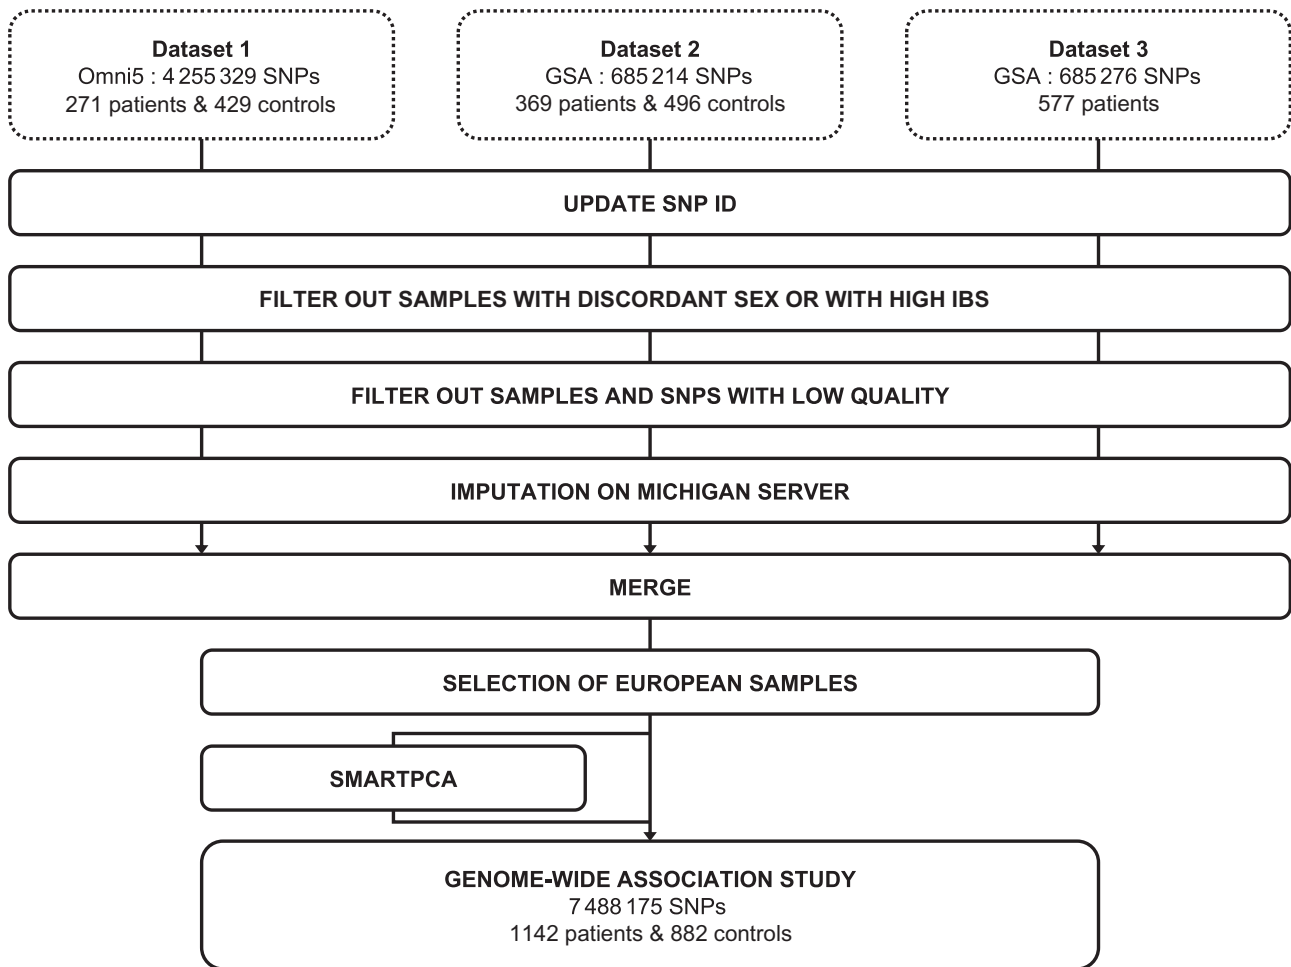 Dataset 1
Omni5 : 4 255 329 SNPs
271 patients & 429 controls
Dataset 2
GSA : 685 214 SNPs
369 patients & 496 controls
Dataset 3
GSA : 685 276 SNPs
577 patients
UPDATE SNP ID
FILTER OUT SAMPLES WITH DISCORDANT SEX OR WITH HIGH IBS
FILTER OUT SAMPLES AND SNPS WITH LOW QUALITY
IMPUTATION ON MICHIGAN SERVER
MERGE
SELECTION OF EUROPEAN SAMPLES
SMARTPCA
GENOME-WIDE ASSOCIATION STUDY
7 488 175 SNPs
1142 patients & 882 controls